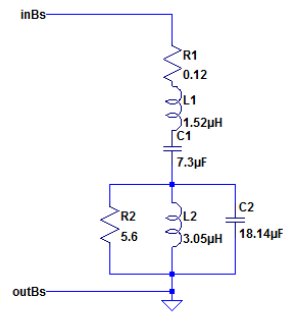 inBs
R1
0.12
L1
1.52µH
C1
7.3µF
R2
5.6
L2
3.05µH
C2
18.14µF
outBs